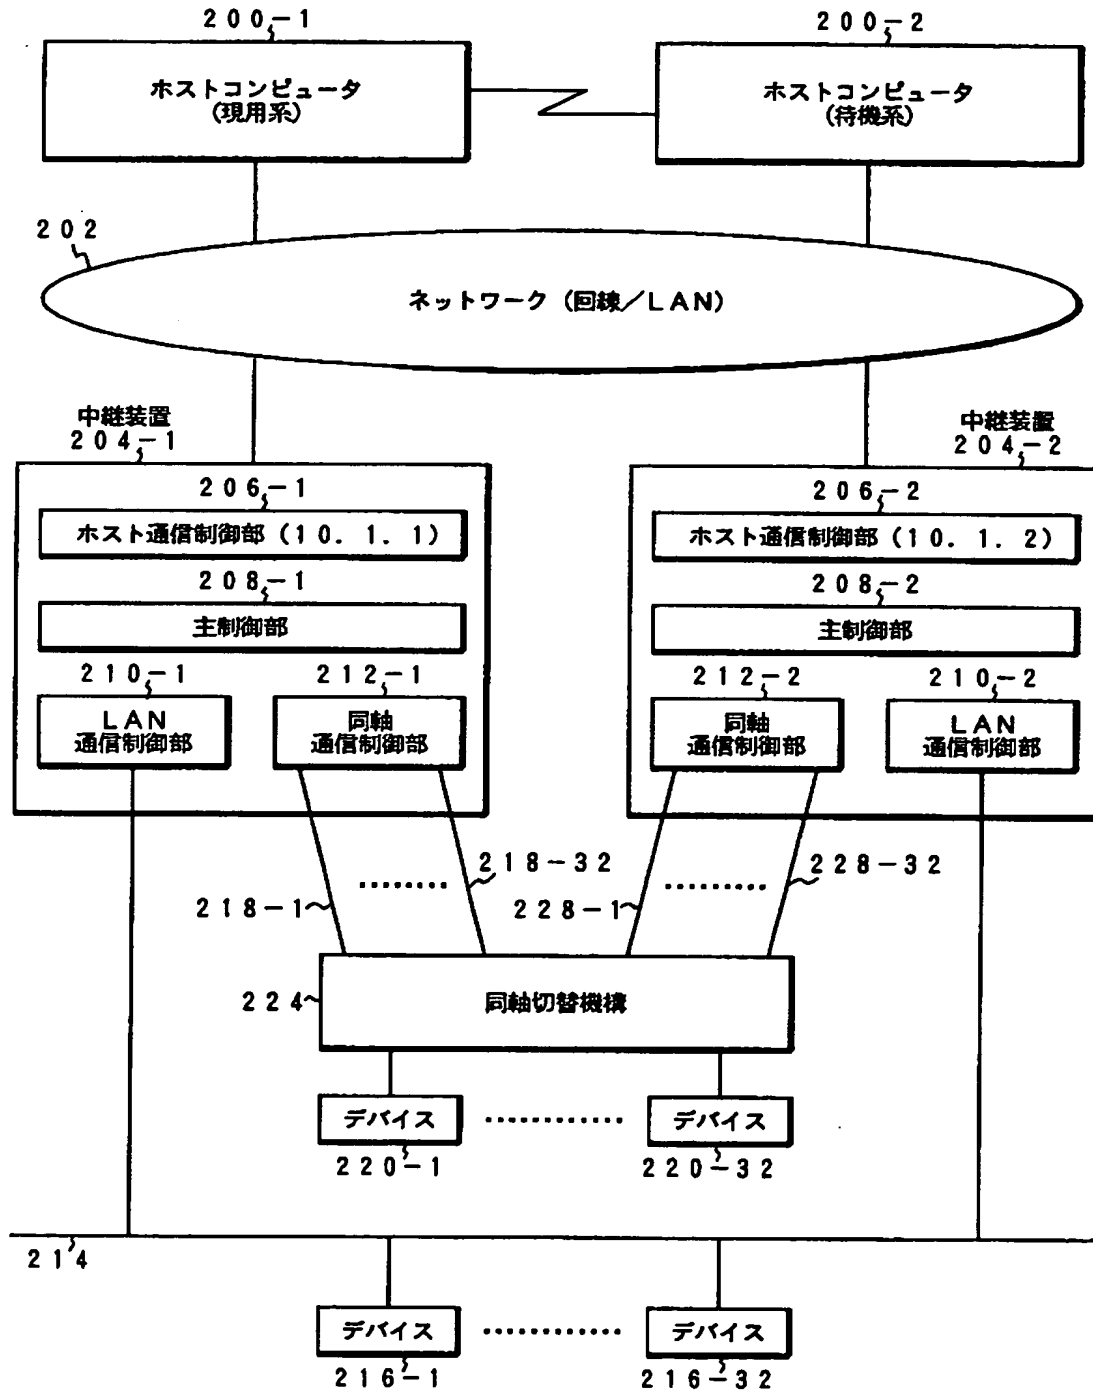 200-1
200-2
ホストコンピュータ
(現用系)
ホストコンピュータ
(待機系)
202
ネットワーク(回線/LAN)
中継装置
204-1
中継装置
204-2
206-1
ホスト通信制御部(10.1.1)
206-2
ホスト通信制御部(10.1.2)
208-1
主制御部
208-2
主制御部
210-1
LAN
通信制御部
212-1
同軸
通信制御部
212-2
同軸
通信制御部
210-2
LAN
通信制御部
218-1
218-32
228-1
228-32
224
同軸切替機構
デバイス
220-1
デバイス
220-32
214
デバイス
216-1
デバイス
216-32